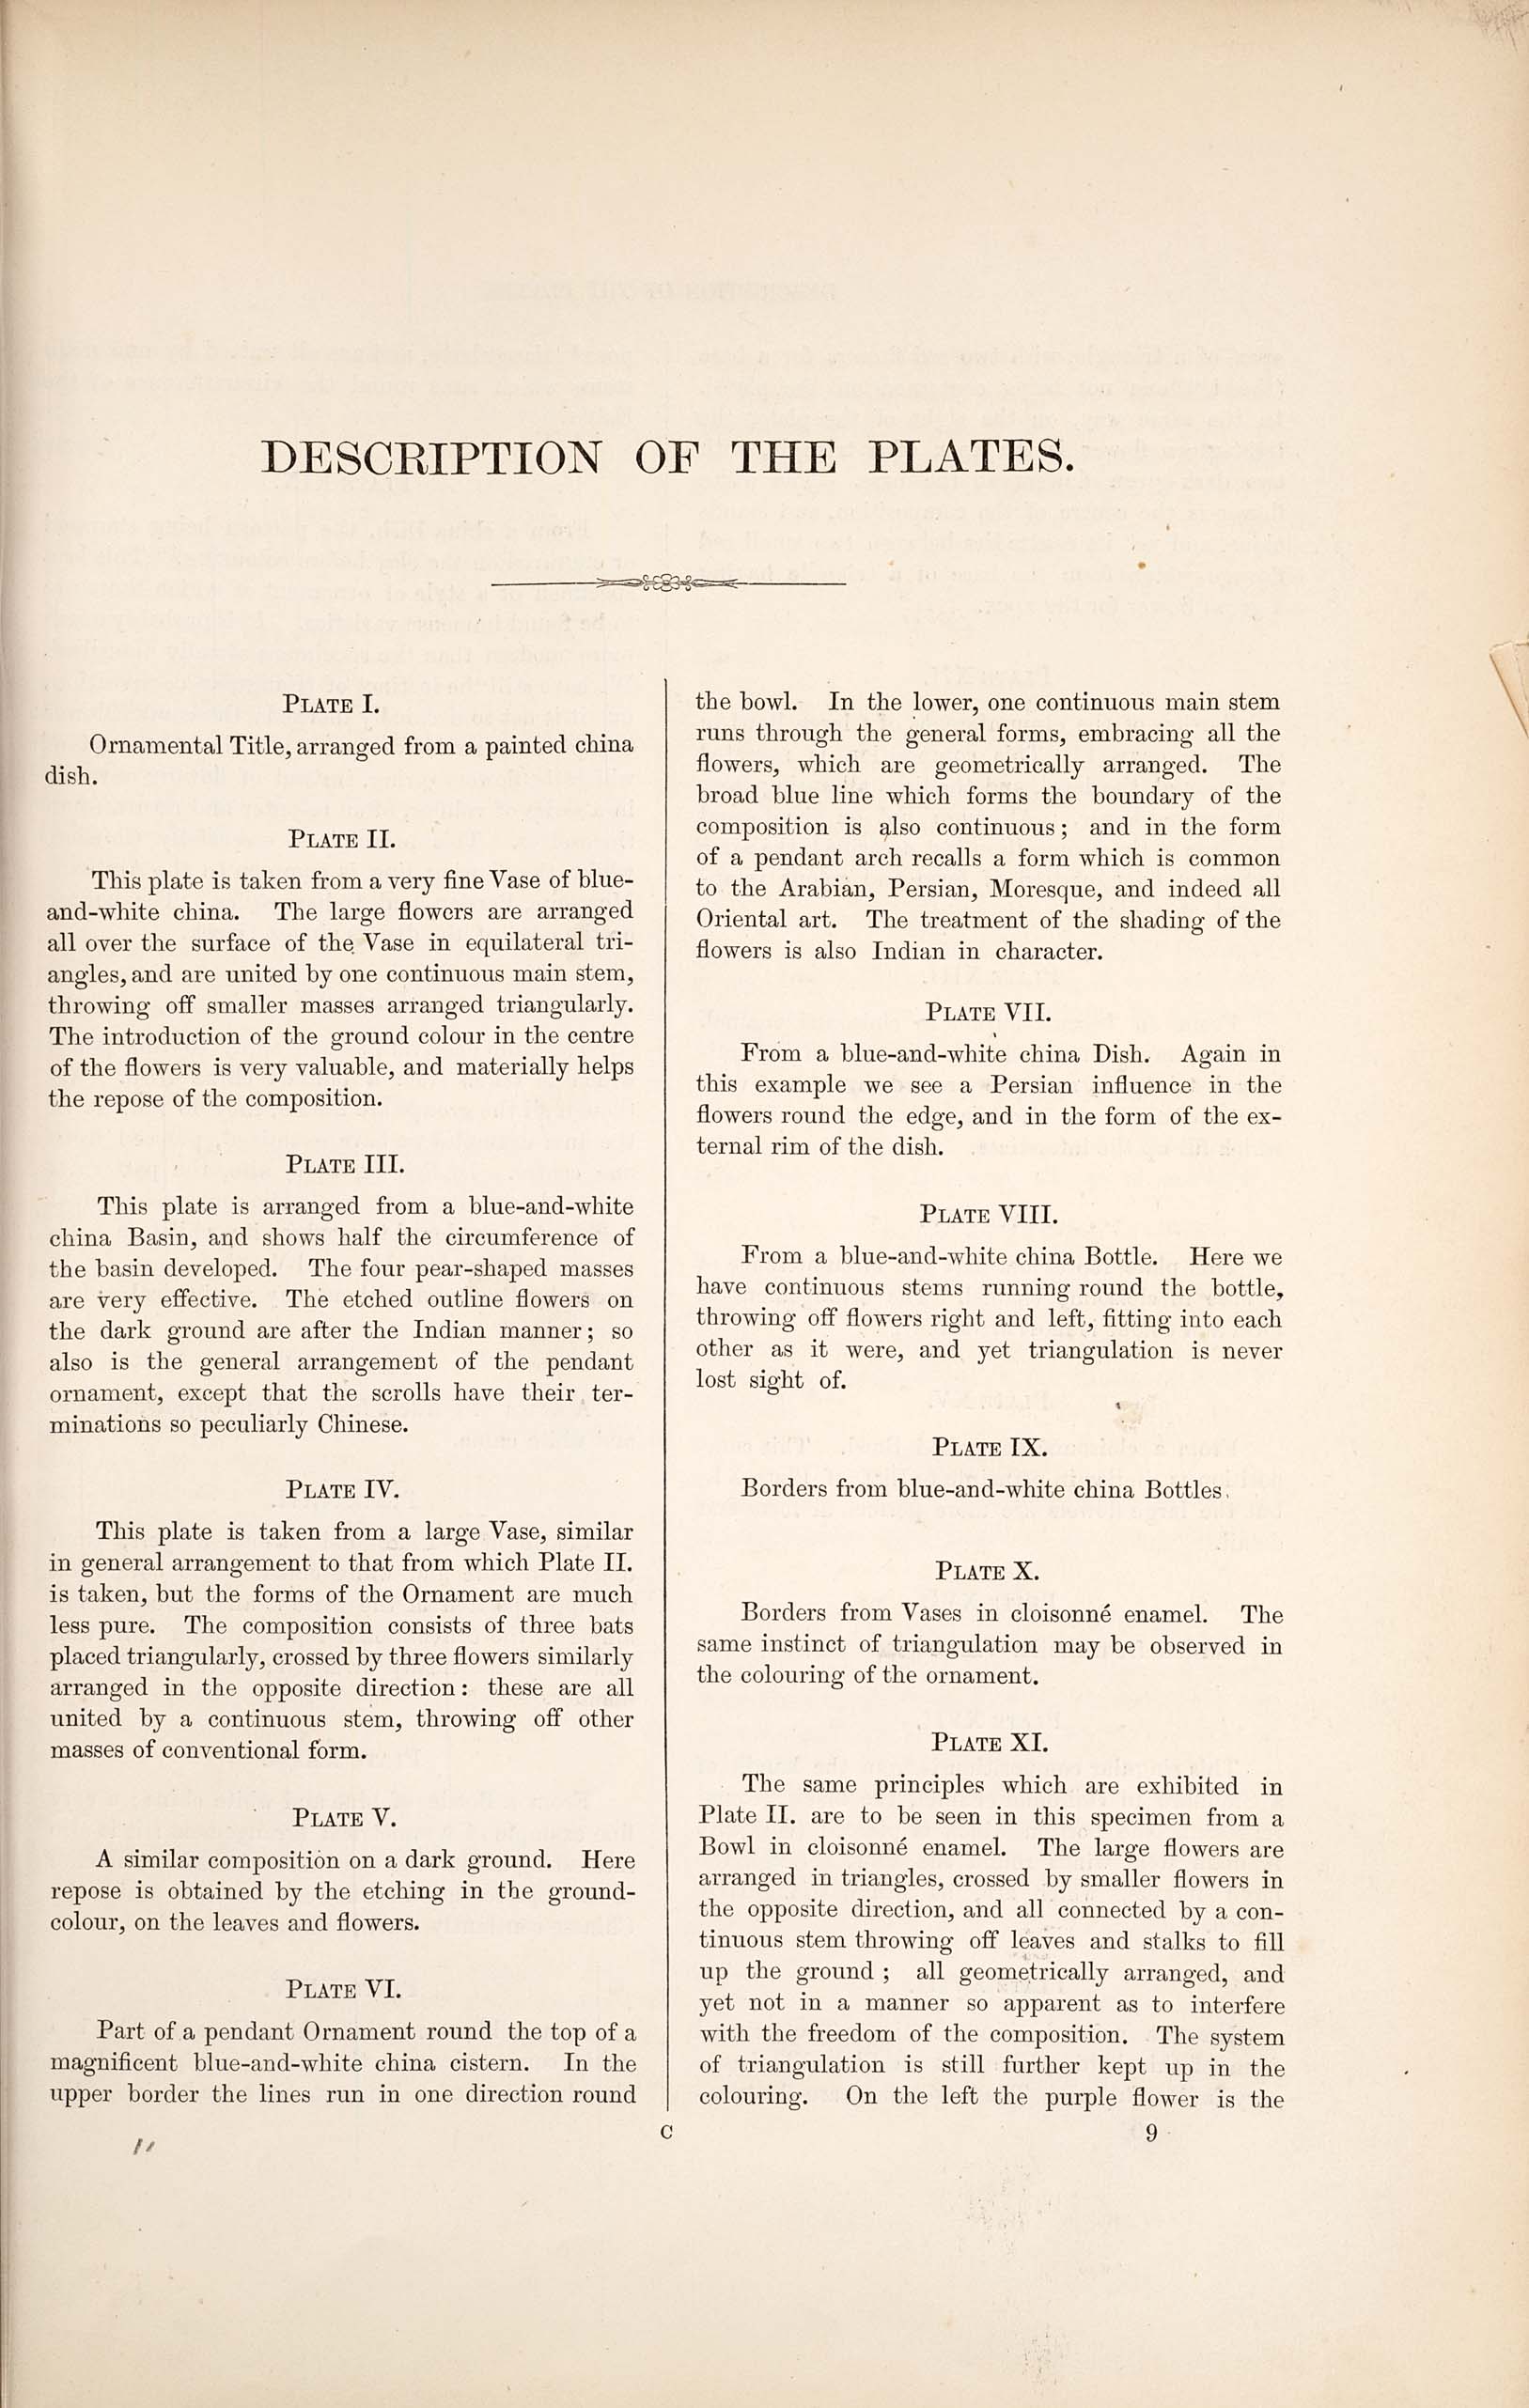 DESCRIPTION OF THE PLATES.
PLATE I.
Ornamental Title, arranged from a painted china
dish.
PLATE II.
This plate is taken from a very fine Vase of blue-
and-white china. The large flowers are arranged
all over the surface of the Vase in equilateral tri-
angles, and are united by one continuous main stem,
throwing off smaller masses arranged triangularly.
The introduction of the ground colour in the centre
of the flowers is very valuable, and materially helps
the repose of the composition.
PLATE III.
This plate is arranged from a blue-and-white
china Basin, and shows half the circumference of
the basin developed. The four pear-shaped masses
are very effective. The etched outline flowers on
the dark ground are after the Indian manner; so
also is the general arrangement of the pendant
ornament, except that the scrolls have their ter-
minations so peculiarly Chinese.
PLATE IV.
This plate is taken from a large Vase, similar
in general arrangement to that from which Plate II.
is taken, but the forms of the Ornament are much
less pure. The composition consists of three bats
placed triangularly, crossed by three flowers similarly
arranged in the opposite direction: these are all
united by a continuous stem, throwing off other
masses of conventional form.
PLATE V.
A similar composition on a dark ground. Here
repose is obtained by the etching in the ground-
colour, on the leaves and flowers.
PLATE VI.
Part of a pendant Ornament round the top of a
magnificent blue-and-white china cistern. In the
upper border the lines run in one direction round
the bowl. In the lower, one continuous main stem
runs through the general forms, embracing all the
flowers, which are geometrically arranged. The
broad blue line which forms the boundary of the
composition is also continuous; and in the form
of a pendant arch recalls a form which is common
to the Arabian, Persian, Moresque, and indeed all
Oriental art. The treatment of the shading of the
flowers is also Indian in character.
PLATE VII.
From a blue-and-white china Dish. Again in
this example we see a Persian influence in the
flowers round the edge, and in the form of the ex-
ternal rim of the dish.
PLATE VIII.
From a blue-and-white china Bottle. Here we
have continuous stems running round the bottle,
throwing off flowers right and left, fitting into each
other as it were, and yet triangulation is never
lost sight of.
PLATE IX.
Borders from blue-and-white china Bottles.
PLATE X.
Borders from Vases in cloisonné enamel. The
same instinct of triangulation may be observed in
the colouring of the ornament.
PLATE XI.
The same principles which are exhibited in
Plate II. are to be seen in this specimen from a
Bowl in cloisonné enamel. The large flowers are
arranged in triangles, crossed by smaller flowers in
the opposite direction, and all connected by a con-
tinuous stem throwing off leaves and stalks to fill
up the ground; all geometrically arranged, and
yet not in a manner so apparent as to interfere
with the freedom of the composition. The system
of triangulation is still further kept up in the
colouring. On the left the purple flower is the
C 9